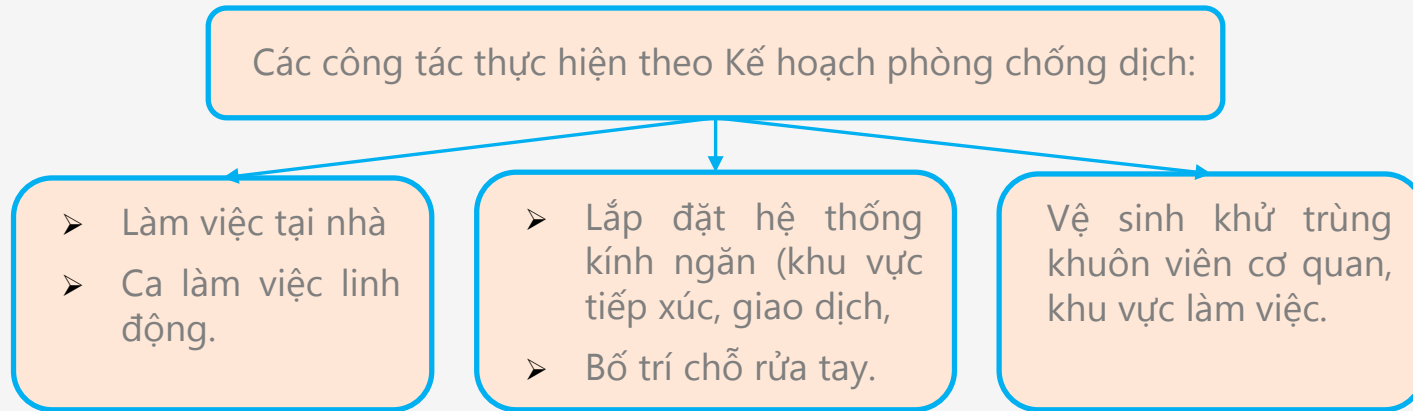 Các công tác thực hiện theo Kế hoạch phòng chống dịch:
➢ Làm việc tại nhà
➢ Ca làm việc linh
động.
➢ Lắp đặt hệ thống
kính ngăn (khu vực
tiếp xúc, giao dịch,
➢ Bố trí chỗ rửa tay.
Vệ sinh khử trùng
khuôn viên cơ quan,
khu vực làm việc.